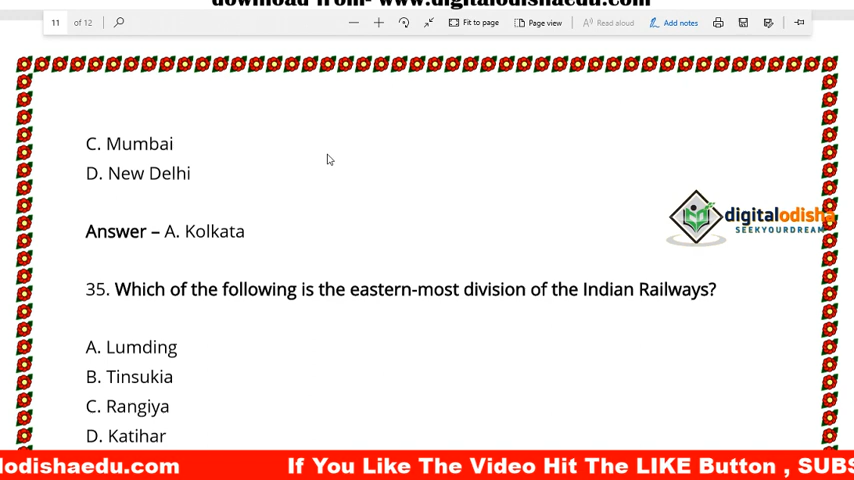 download from- www.digitalodishaedu.com
11 of 12 Fit to page Page view Read aloud Add notes
C. Mumbai
D. New Delhi
Answer – A. Kolkata
digitalodisha
SEEKYOURDREAM
35. Which of the following is the eastern-most division of the Indian Railways?
A. Lumding
B. Tinsukia
C. Rangiya
D. Katihar
lodishaedu.com If You Like The Video Hit The LIKE Button , SUBS